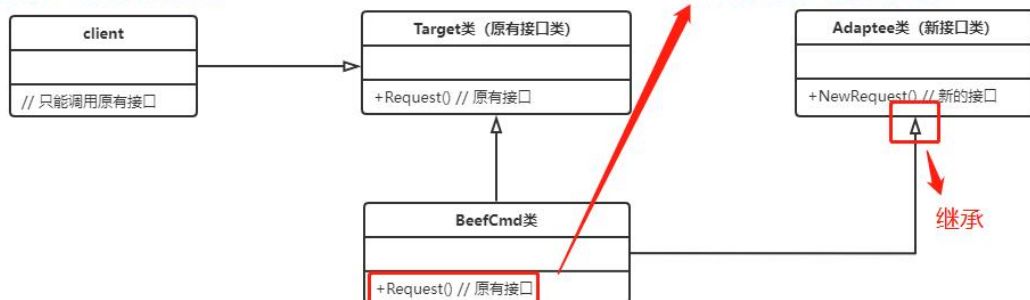 client
// 只能调用原有接口
Target类（原有接口类）
+Request() // 原有接口
Adaptee类（新接口类）
+NewRequest() // 新的接口
继承
BeefCmd类
+Request() // 原有接口